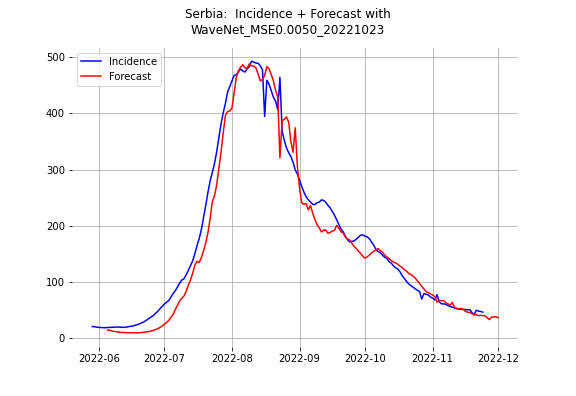 Serbia:  Incidence + Forecast with
WaveNet_MSE0.0050_20221023
500
Incidence
Forecast
400
300
200
100
0
2022-06 2022-07 2022-08 2022-09 2022-10 2022-11 2022-12